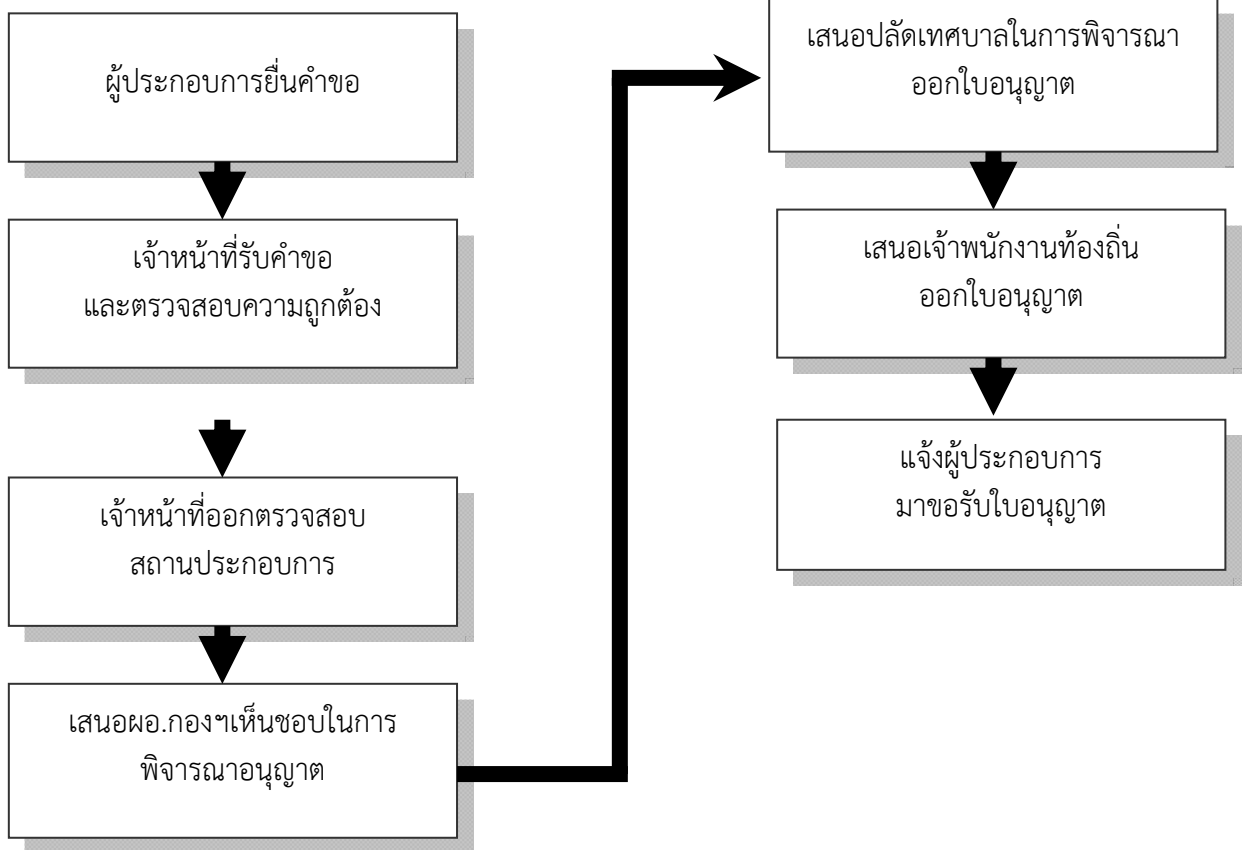 ผู้ประกอบการยื่นคำขอ
เจ้าหน้าที่รับคำขอ
และตรวจสอบความถูกต้อง
เจ้าหน้าที่ออกตรวจสอบ
สถานประกอบการ
เสนอผอ.กองฯเห็นชอบในการ
พิจารณาอนุญาต
เสนอปลัดเทศบาลในการพิจารณา
ออกใบอนุญาต
เสนอเจ้าพนักงานท้องถิ่น
ออกใบอนุญาต
แจ้งผู้ประกอบการ
มาขอรับใบอนุญาต